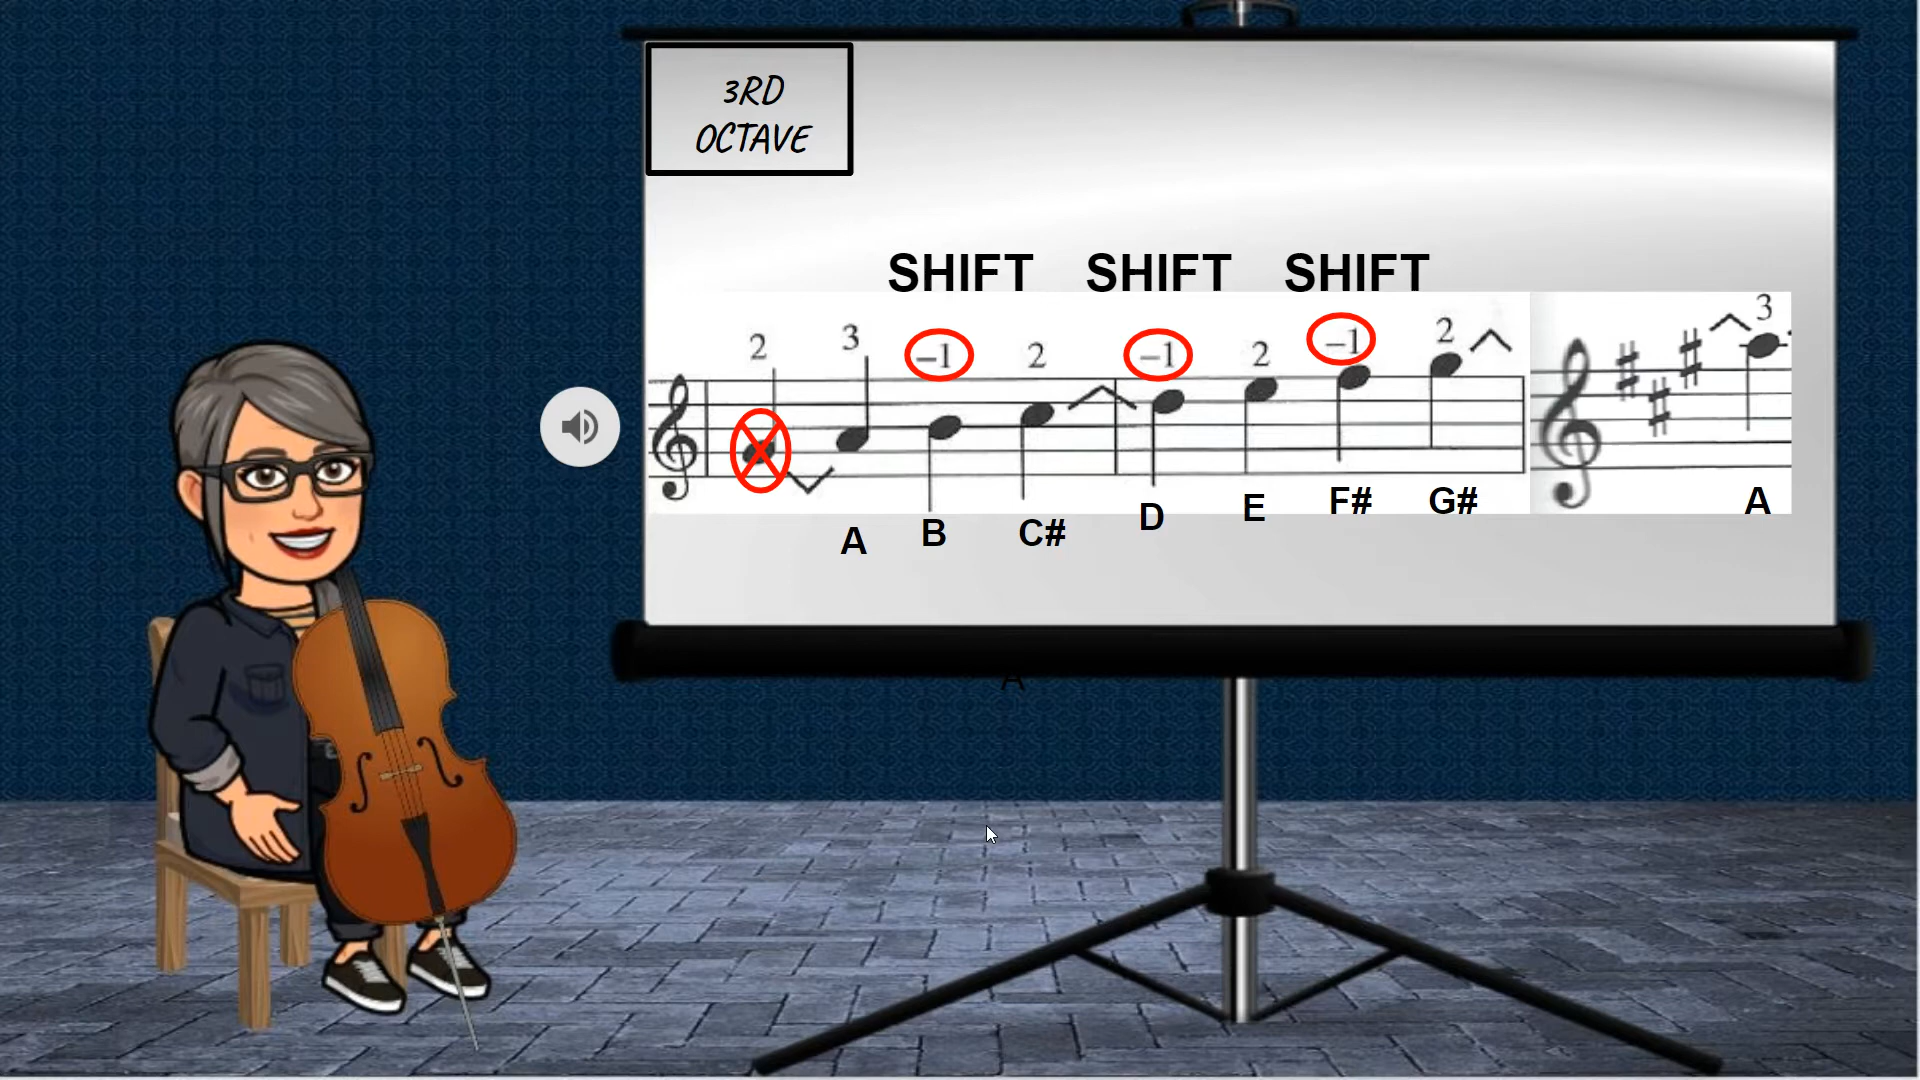 3RD
OCTAVE
SHIFT SHIFT SHIFT
2 3 –1 2 –1 2 –1 2 3
A B C# D E F# G# A
A